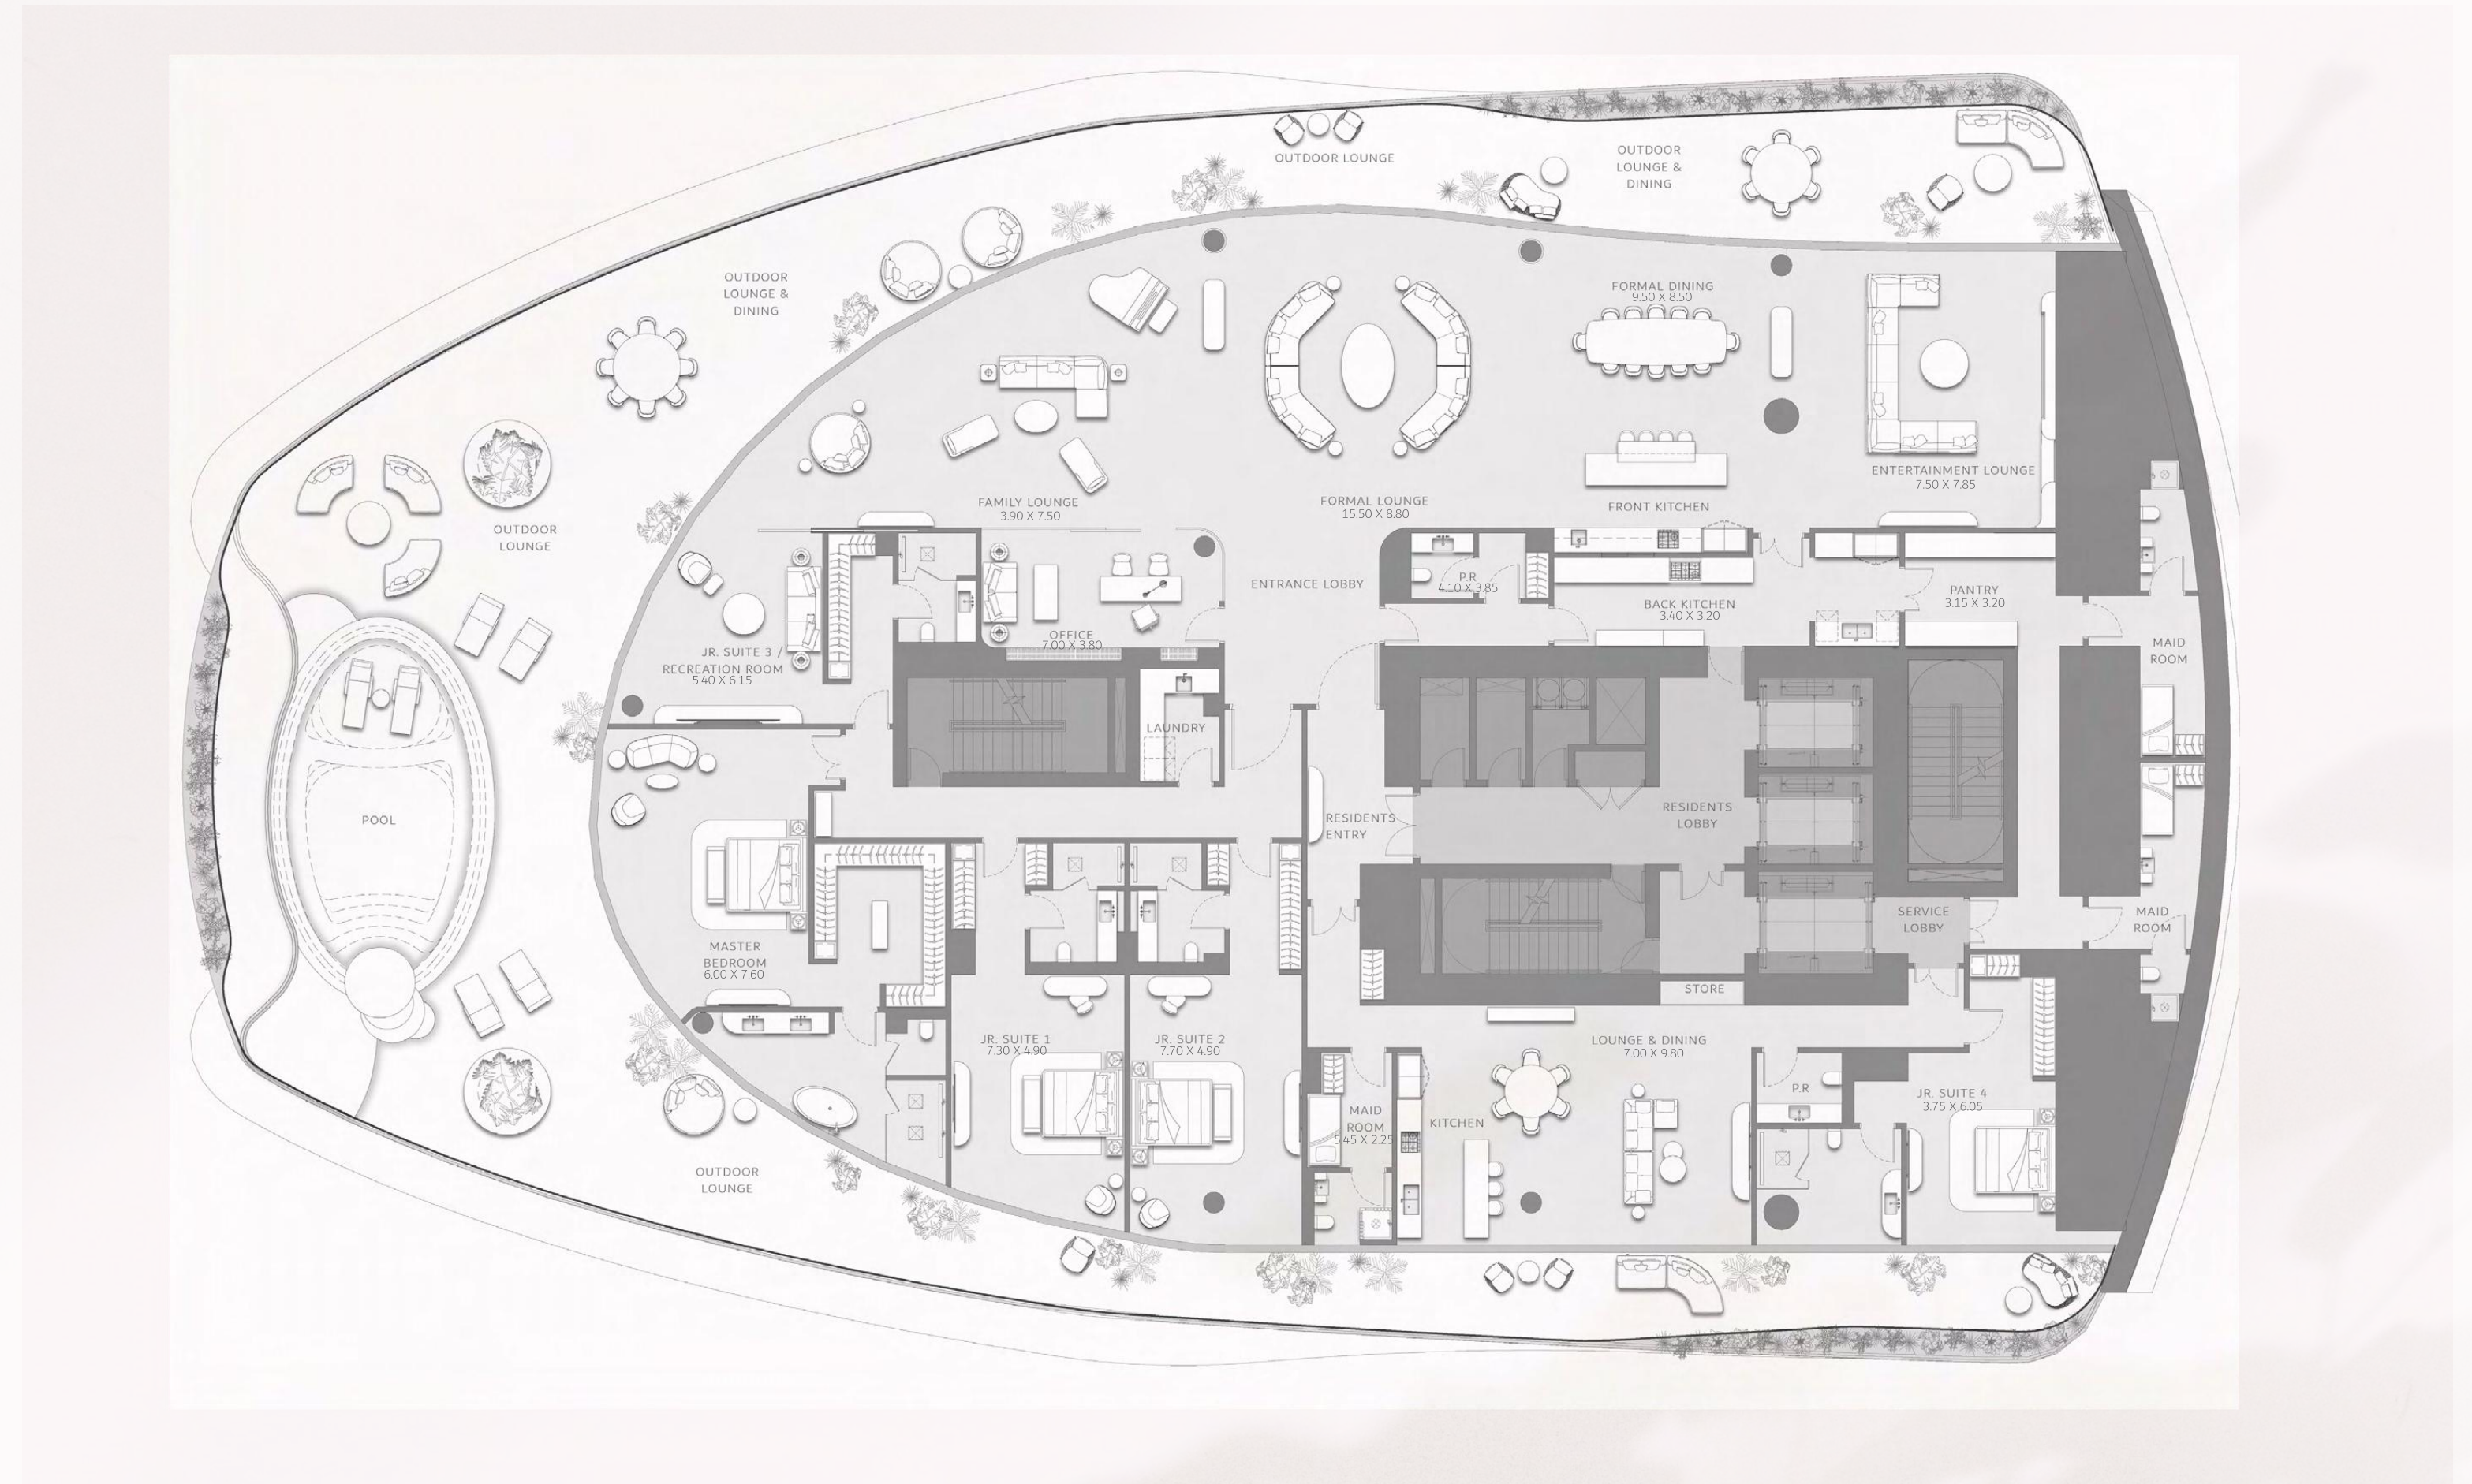 OUTDOOR LOUNGE
OUTDOOR
LOUNGE &
DINING
OUTDOOR
LOUNGE &
DINING
FORMAL DINING
9.50 X 8.50
ENTERTAINMENT LOUNGE
7.50 X 7.85
FAMILY LOUNGE
3.90 X 7.50
FORMAL LOUNGE
15.50 X 8.80
FRONT KITCHEN
OUTDOOR
LOUNGE
ENTRANCE LOBBY
P.R
4.10 X 3.85
BACK KITCHEN
3.40 X 3.20
PANTRY
3.15 X 3.20
OFFICE
7.00 X 3.80
JR. SUITE 3 /
RECREATION ROOM
5.40 X 6.15
MAID
ROOM
LAUNDRY
POOL
RESIDENTS
ENTRY
RESIDENTS
LOBBY
MASTER
BEDROOM
6.00 X 7.60
SERVICE
LOBBY
MAID
ROOM
STORE
JR. SUITE 1
7.30 X 4.90
JR. SUITE 2
7.70 X 4.90
LOUNGE & DINING
7.00 X 9.80
MAID
ROOM
5.45 X 2.25
KITCHEN
P.R
JR. SUITE 4
3.75 X 6.05
OUTDOOR
LOUNGE